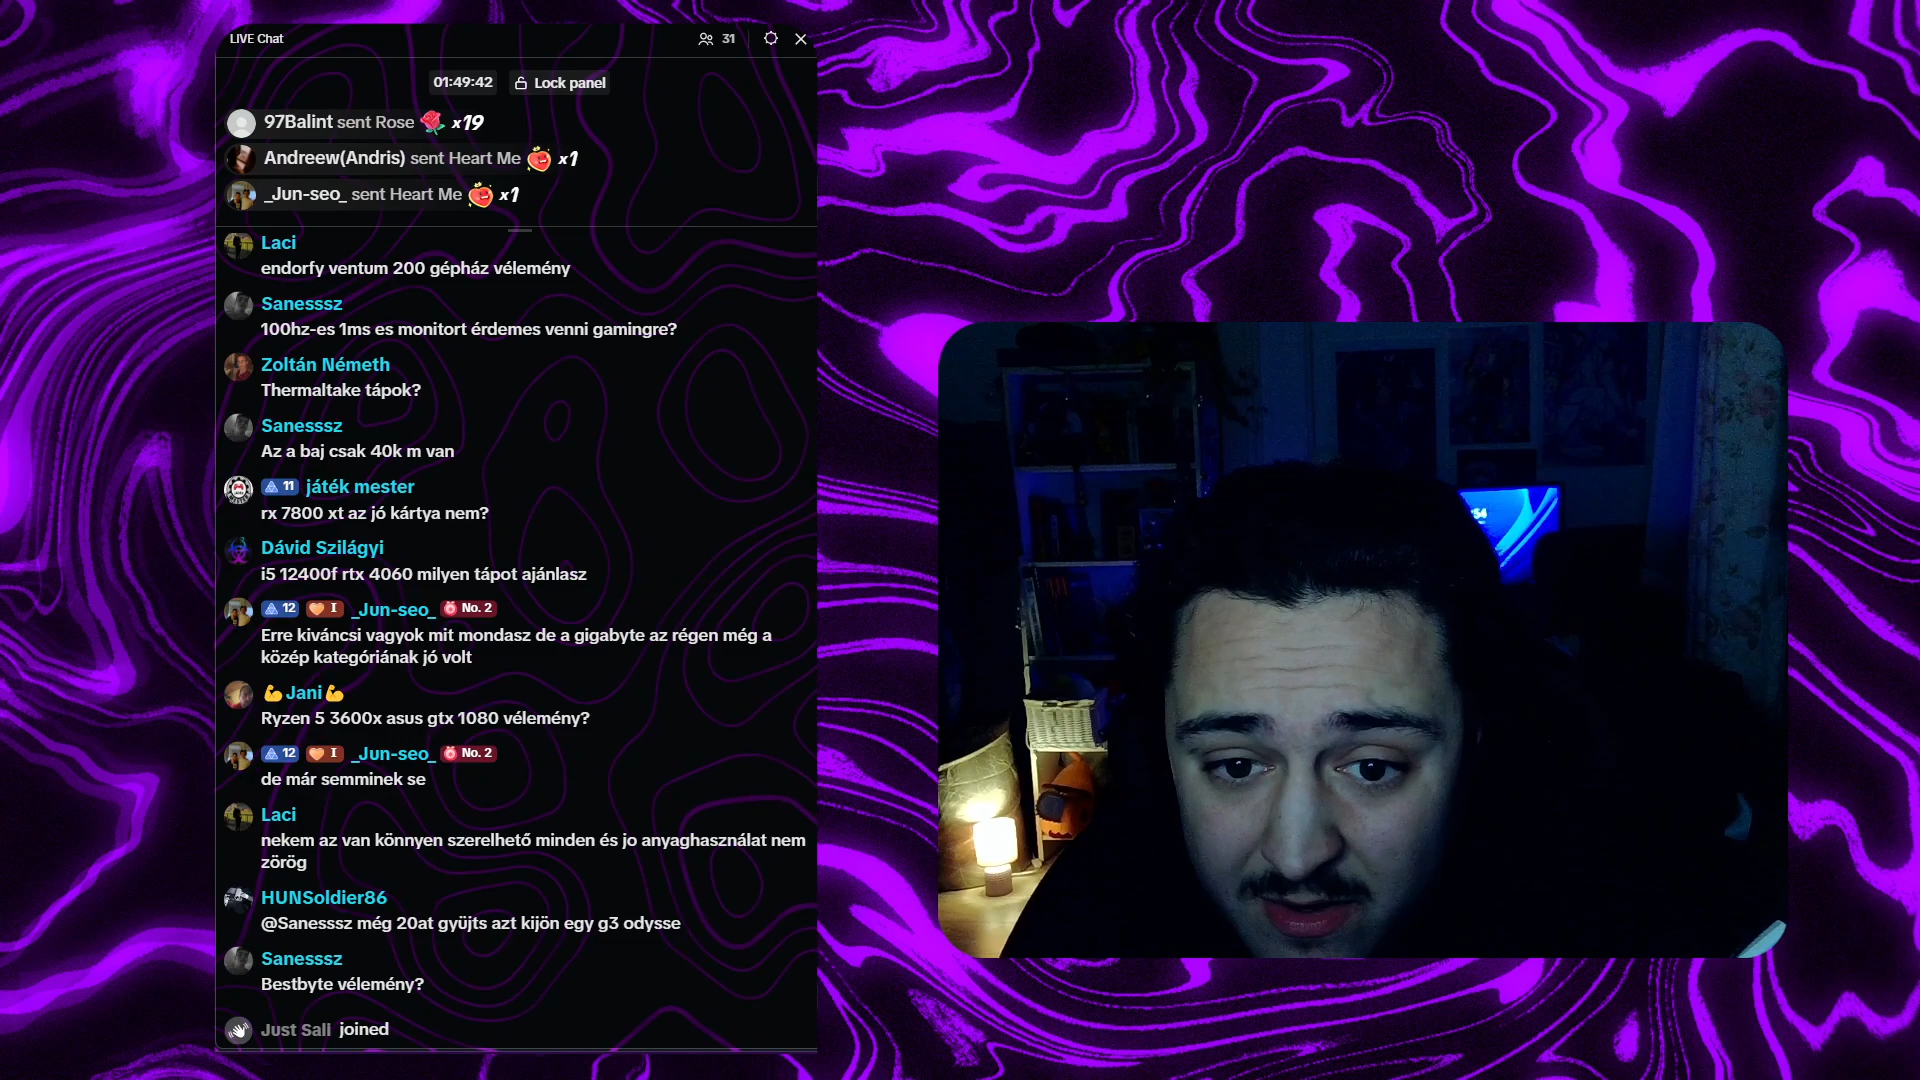 LIVE Chat
31
01:49:42
Lock panel
97Balint sent Rose x19
Andreew(Andris) sent Heart Me x1
_Jun-seo_ sent Heart Me x1
Laci
endorfy ventum 200 gépház vélemény
Sanesssz
100hz-es 1ms es monitort érdemes venni gamingre?
Zoltán Németh
Thermaltake tápok?
Sanesssz
Az a baj csak 40k m van
11 játék mester
rx 7800 xt az jó kártya nem?
Dávid Szilágyi
i5 12400f rtx 4060 milyen tápot ajánlasz
12 I _Jun-seo_ No. 2
Erre kiváncsi vagyok mit mondasz de a gigabyte az régen még a
közép kategóriának jó volt
💪Jani💪
Ryzen 5 3600x asus gtx 1080 vélemény?
12 I _Jun-seo_ No. 2
de már semminek se
Laci
nekem az van könnyen szerelhető minden és jo anyaghasználat nem
zörög
HUNSoldier86
@Sanesssz még 20at gyüjts azt kijön egy g3 odysse
Sanesssz
Bestbyte vélemény?
Just Sali joined